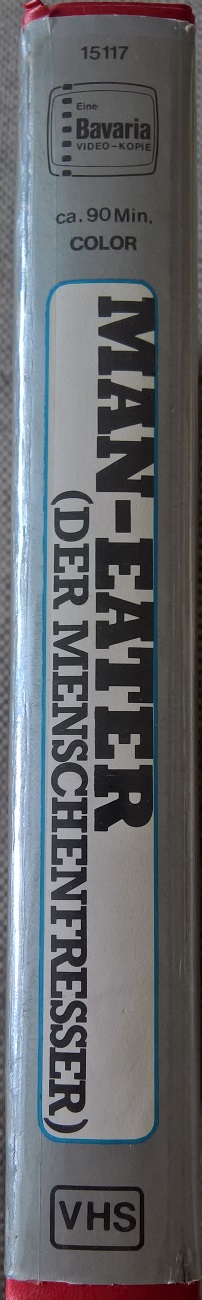 15117
Eine
Bavaria
VIDEO-KOPIE
ca. 90 Min.
COLOR
MAN-EATER
(DER MENSCHENFRESSER)
VHS